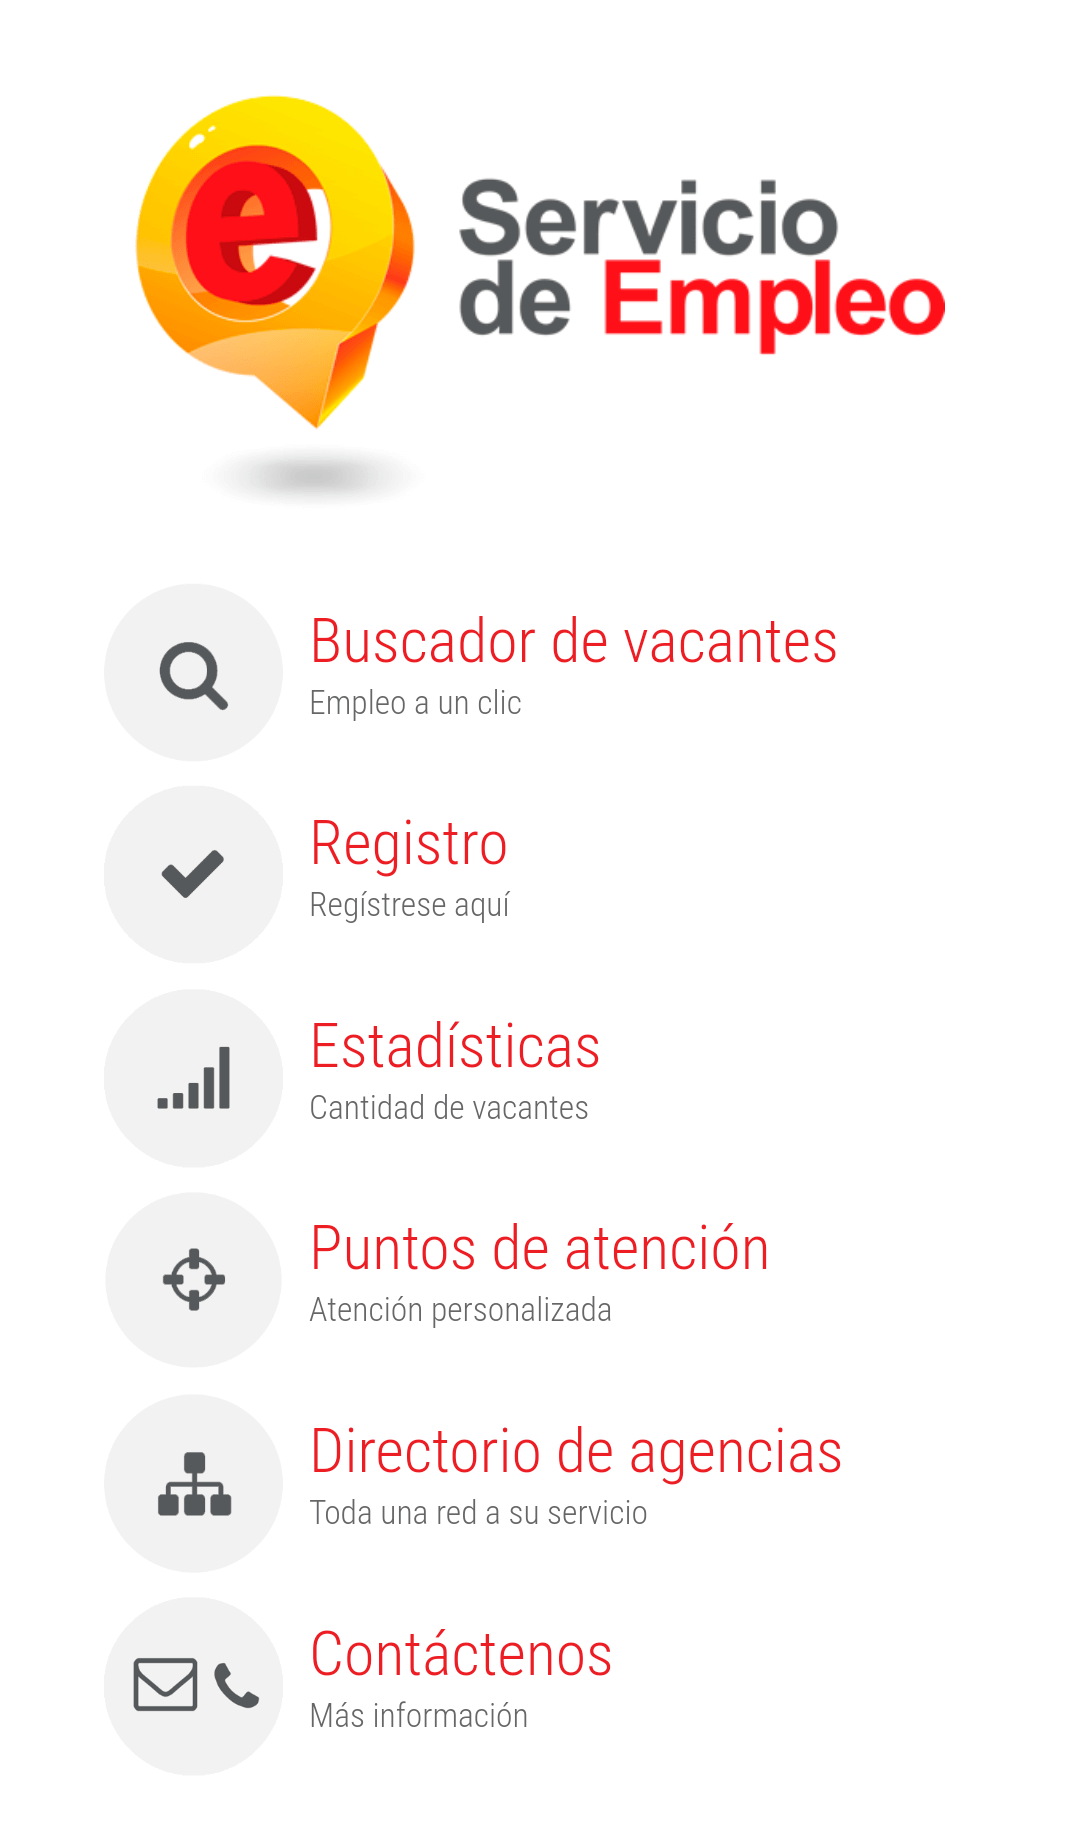 e
Servicio
de Empleo
Buscador de vacantes
Empleo a un clic
Registro
Regístrese aquí
Estadísticas
Cantidad de vacantes
Puntos de atención
Atención personalizada
Directorio de agencias
Toda una red a su servicio
Contáctenos
Más información